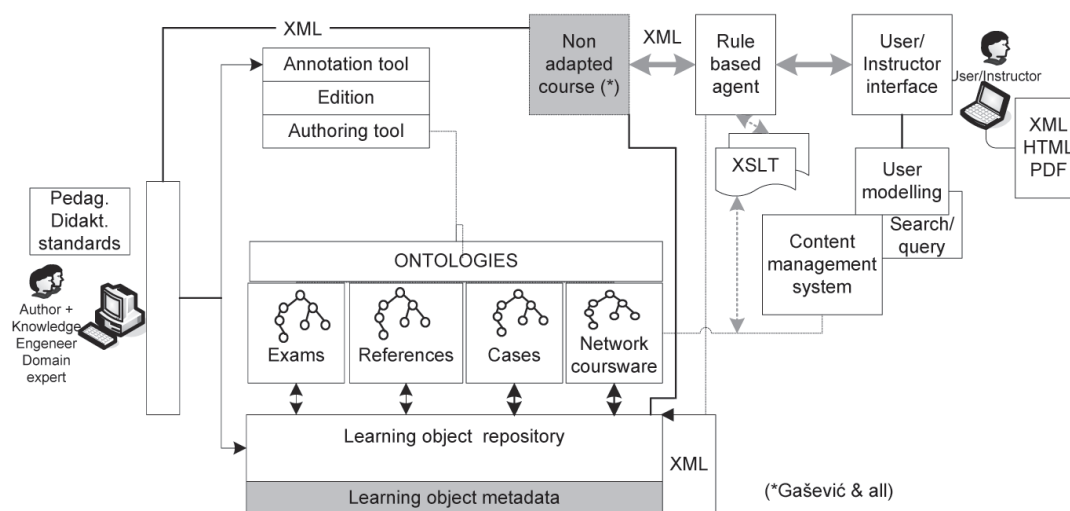 XML
Annotation tool
Edition
Authoring tool
Non
adapted
course (*)
XML
Rule
based
agent
User/
Instructor
interface
User/Instructor
XML
HTML
PDF
XSLT
User
modelling
Search/
query
Content
management
system
Pedag.
Didakt.
standards
Author +
Knowledge
Engeneer
Domain
expert
ONTOLOGIES
Exams
References
Cases
Network
coursware
Learning object repository
XML
Learning object metadata
(*Gašević & all)